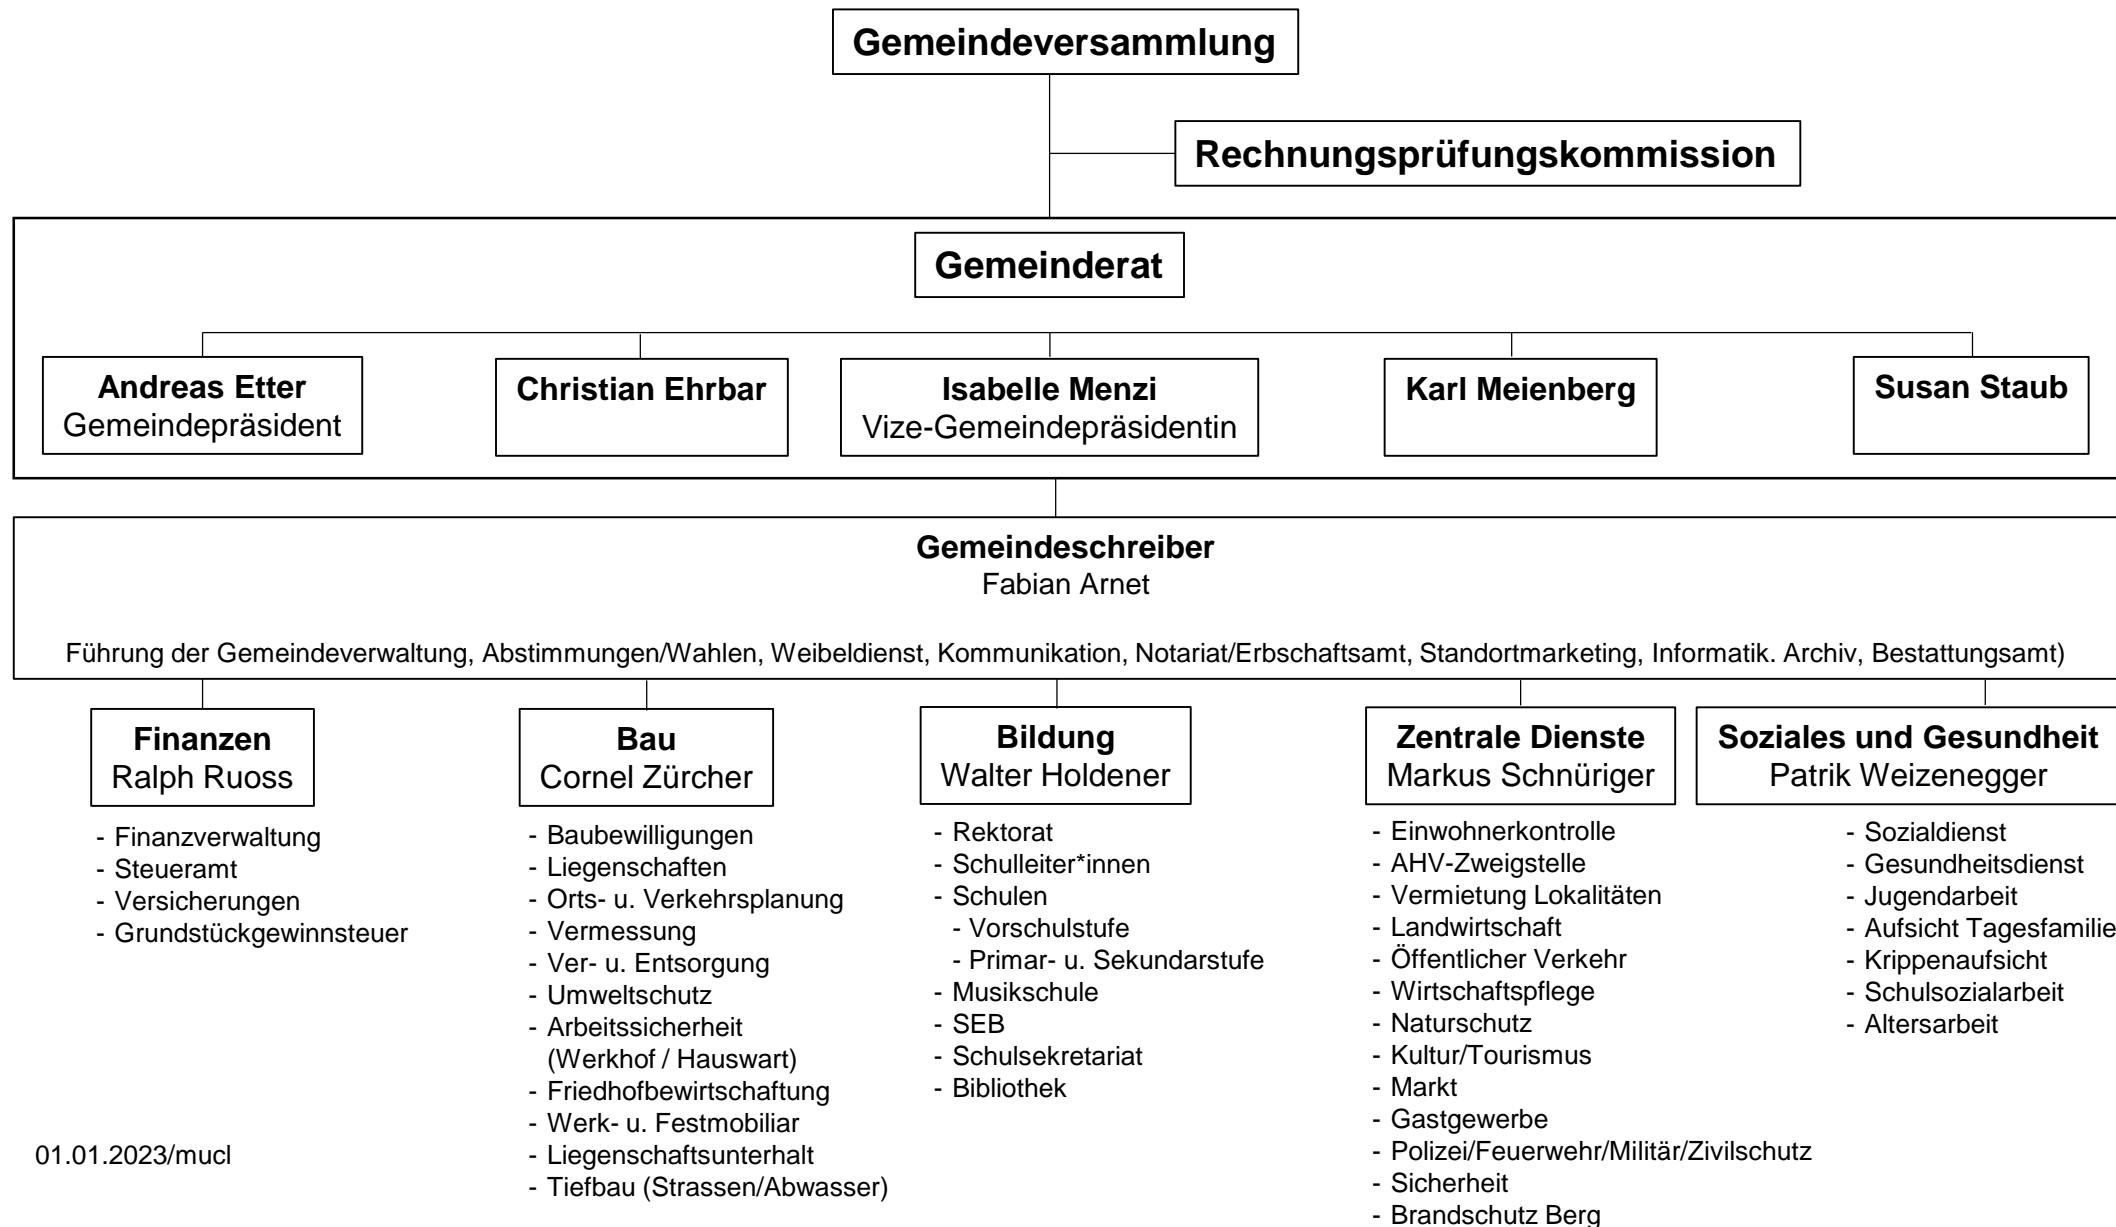 Gemeindeversammlung
Rechnungsprüfungskommission
Gemeinderat
Andreas Etter
Gemeindepräsident
Christian Ehrbar
Isabelle Menzi
Vize-Gemeindepräsidentin
Karl Meienberg
Susan Staub
Gemeindeschreiber
Fabian Arnet
Führung der Gemeindeverwaltung, Abstimmungen/Wahlen, Weibeldienst, Kommunikation, Notariat/Erbschaftsamt, Standortmarketing, Informatik. Archiv, Bestattungsamt)
Finanzen
Ralph Ruoss
- Finanzverwaltung
- Steueramt
- Versicherungen
- Grundstückgewinnsteuer
Bau
Cornel Zürcher
- Baubewilligungen
- Liegenschaften
- Orts- u. Verkehrsplanung
- Vermessung
- Ver- u. Entsorgung
- Umweltschutz
- Arbeitssicherheit
(Werkhof / Hauswart)
- Friedhofbewirtschaftung
- Werk- u. Festmobiliar
- Liegenschaftsunterhalt
- Tiefbau (Strassen/Abwasser)
Bildung
Walter Holdener
- Rektorat
- Schulleiter*innen
- Schulen
- Vorschulstufe
- Primar- u. Sekundarstufe
- Musikschule
- SEB
- Schulsekretariat
- Bibliothek
Zentrale Dienste
Markus Schnüriger
- Einwohnerkontrolle
- AHV-Zweigstelle
- Vermietung Lokalitäten
- Landwirtschaft
- Öffentlicher Verkehr
- Wirtschaftspflege
- Naturschutz
- Kultur/Tourismus
- Markt
- Gastgewerbe
- Polizei/Feuerwehr/Militär/Zivilschutz
- Sicherheit
- Brandschutz Berg
Soziales und Gesundheit
Patrik Weizenegger
- Sozialdienst
- Gesundheitsdienst
- Jugendarbeit
- Aufsicht Tagesfamilie
- Krippenaufsicht
- Schulsozialarbeit
- Altersarbeit
01.01.2023/mucl